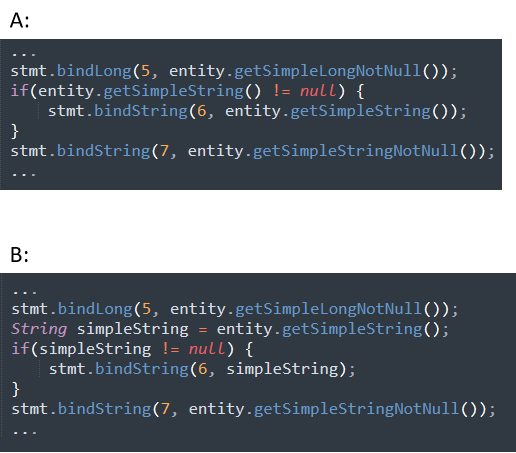 A:
...
stmt.bindLong(5, entity.getSimpleLongNotNull());
if(entity.getSimpleString() != null) {
    stmt.bindString(6, entity.getSimpleString());
}
stmt.bindString(7, entity.getSimpleStringNotNull());
...
B:
...
stmt.bindLong(5, entity.getSimpleLongNotNull());
String simpleString = entity.getSimpleString();
if(simpleString != null) {
    stmt.bindString(6, simpleString);
}
stmt.bindString(7, entity.getSimpleStringNotNull());
...